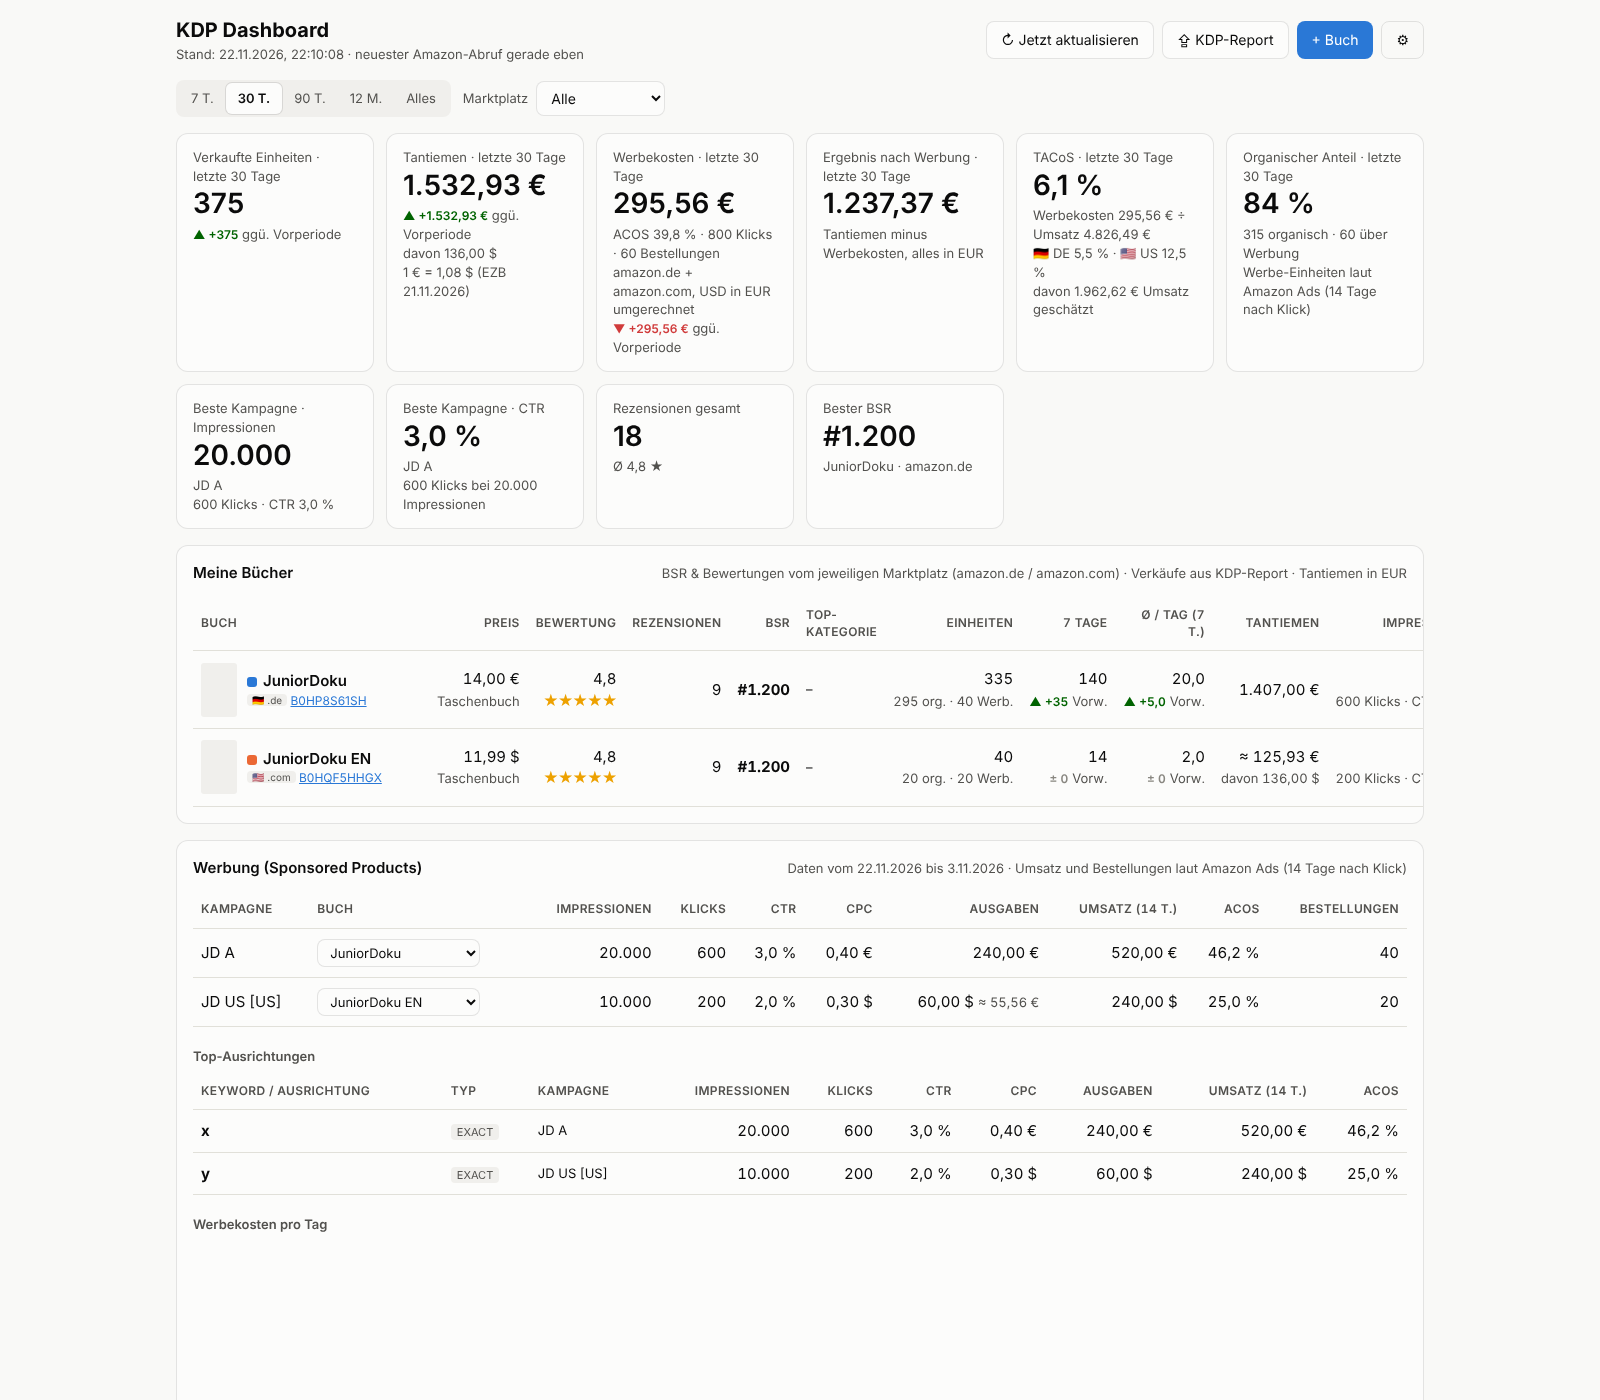 KDP Dashboard
Stand: 22.11.2026, 22:10:08 · neuester Amazon-Abruf gerade eben
↻ Jetzt aktualisieren
⇪ KDP-Report
+ Buch
⚙
7 T.
30 T.
90 T.
12 M.
Alles
Marktplatz
Alle
Verkaufte Einheiten ·
letzte 30 Tage
375
▲ +375 ggü. Vorperiode
Tantiemen · letzte 30 Tage
1.532,93 €
▲ +1.532,93 € ggü.
Vorperiode
davon 136,00 $
1 € = 1,08 $ (EZB
21.11.2026)
Werbekosten · letzte 30
Tage
295,56 €
ACOS 39,8 % · 800 Klicks
· 60 Bestellungen
amazon.de +
amazon.com, USD in EUR
umgerechnet
▼ +295,56 € ggü.
Vorperiode
Ergebnis nach Werbung ·
letzte 30 Tage
1.237,37 €
Tantiemen minus
Werbekosten, alles in EUR
TACoS · letzte 30 Tage
6,1 %
Werbekosten 295,56 € ÷
Umsatz 4.826,49 €
🇩🇪 DE 5,5 % · 🇺🇸 US 12,5
%
davon 1.962,62 € Umsatz
geschätzt
Organischer Anteil · letzte
30 Tage
84 %
315 organisch · 60 über
Werbung
Werbe-Einheiten laut
Amazon Ads (14 Tage
nach Klick)
Beste Kampagne ·
Impressionen
20.000
JD A
600 Klicks · CTR 3,0 %
Beste Kampagne · CTR
3,0 %
JD A
600 Klicks bei 20.000
Impressionen
Rezensionen gesamt
18
Ø 4,8 ★
Bester BSR
#1.200
JuniorDoku · amazon.de
Meine Bücher
BSR & Bewertungen vom jeweiligen Marktplatz (amazon.de / amazon.com) · Verkäufe aus KDP-Report · Tantiemen in EUR
BUCH PREIS BEWERTUNG REZENSIONEN BSR TOP-KATEGORIE EINHEITEN 7 TAGE Ø / TAG (7 T.) TANTIEMEN IMPRES
JuniorDoku 14,00 € 4,8 9 #1.200 – 335 140 20,0 1.407,00 €
🇩🇪 .de B0HP8S61SH Taschenbuch ★★★★★ 295 org. · 40 Werb. ▲ +35 Vorw. ▲ +5,0 Vorw. 600 Klicks · CT
JuniorDoku EN 11,99 $ 4,8 9 #1.200 – 40 14 2,0 ≈ 125,93 €
🇺🇸 .com B0HQF5HHGX Taschenbuch ★★★★★ 20 org. · 20 Werb. ± 0 Vorw. ± 0 Vorw. davon 136,00 $ 200 Klicks · CT
Werbung (Sponsored Products)
Daten vom 22.11.2026 bis 3.11.2026 · Umsatz und Bestellungen laut Amazon Ads (14 Tage nach Klick)
KAMPAGNE BUCH IMPRESSIONEN KLICKS CTR CPC AUSGABEN UMSATZ (14 T.) ACOS BESTELLUNGEN
JD A JuniorDoku 20.000 600 3,0 % 0,40 € 240,00 € 520,00 € 46,2 % 40
JD US [US] JuniorDoku EN 10.000 200 2,0 % 0,30 $ 60,00 $ ≈ 55,56 € 240,00 $ 25,0 % 20
Top-Ausrichtungen
KEYWORD / AUSRICHTUNG TYP KAMPAGNE IMPRESSIONEN KLICKS CTR CPC AUSGABEN UMSATZ (14 T.) ACOS
x EXACT JD A 20.000 600 3,0 % 0,40 € 240,00 € 520,00 € 46,2 %
y EXACT JD US [US] 10.000 200 2,0 % 0,30 $ 60,00 $ 240,00 $ 25,0 %
Werbekosten pro Tag